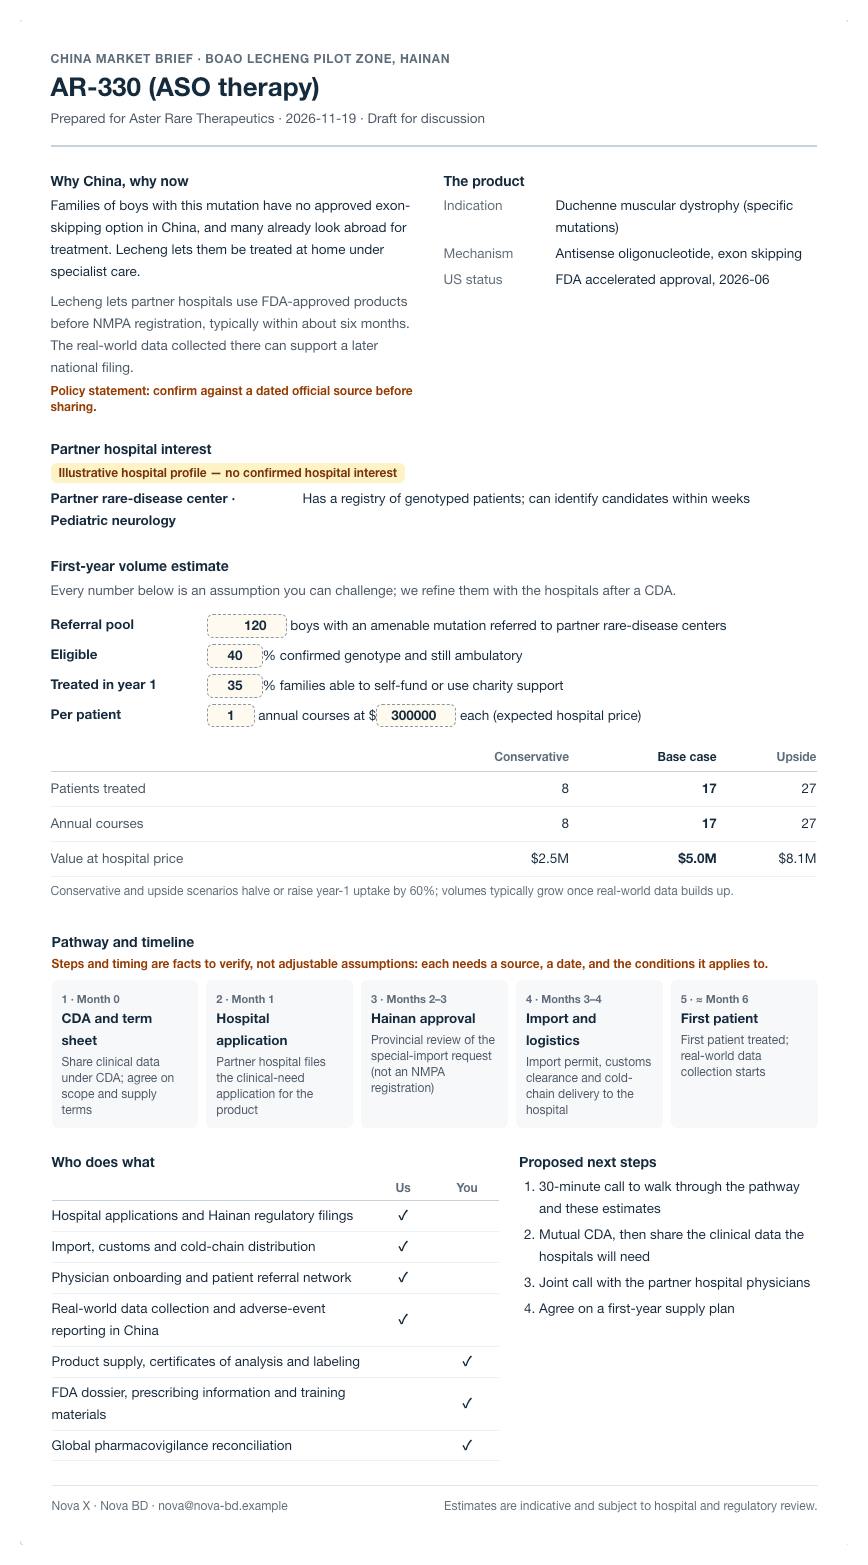 CHINA MARKET BRIEF · BOAO LECHENG PILOT ZONE, HAINAN
AR-330 (ASO therapy)
Prepared for Aster Rare Therapeutics · 2026-11-19 · Draft for discussion
Why China, why now
Families of boys with this mutation have no approved exon-
skipping option in China, and many already look abroad for
treatment. Lecheng lets them be treated at home under
specialist care.
Lecheng lets partner hospitals use FDA-approved products
before NMPA registration, typically within about six months.
The real-world data collected there can support a later
national filing.
Policy statement: confirm against a dated official source before
sharing.
The product
Indication Duchenne muscular dystrophy (specific
mutations)
Mechanism Antisense oligonucleotide, exon skipping
US status FDA accelerated approval, 2026-06
Partner hospital interest
Illustrative hospital profile — no confirmed hospital interest
Partner rare-disease center · Has a registry of genotyped patients; can identify candidates within weeks
Pediatric neurology
First-year volume estimate
Every number below is an assumption you can challenge; we refine them with the hospitals after a CDA.
Referral pool 120 boys with an amenable mutation referred to partner rare-disease centers
Eligible 40 % confirmed genotype and still ambulatory
Treated in year 1 35 % families able to self-fund or use charity support
Per patient 1 annual courses at $ 300000 each (expected hospital price)
Conservative Base case Upside
Patients treated 8 17 27
Annual courses 8 17 27
Value at hospital price $2.5M $5.0M $8.1M
Conservative and upside scenarios halve or raise year-1 uptake by 60%; volumes typically grow once real-world data builds up.
Pathway and timeline
Steps and timing are facts to verify, not adjustable assumptions: each needs a source, a date, and the conditions it applies to.
1 · Month 0
CDA and term
sheet
Share clinical data
under CDA; agree on
scope and supply
terms
2 · Month 1
Hospital
application
Partner hospital files
the clinical-need
application for the
product
3 · Months 2–3
Hainan approval
Provincial review of the
special-import request
(not an NMPA
registration)
4 · Months 3–4
Import and
logistics
Import permit, customs
clearance and cold-
chain delivery to the
hospital
5 · ≈ Month 6
First patient
First patient treated;
real-world data
collection starts
Who does what
Us You
Hospital applications and Hainan regulatory filings ✓
Import, customs and cold-chain distribution ✓
Physician onboarding and patient referral network ✓
Real-world data collection and adverse-event
reporting in China ✓
Product supply, certificates of analysis and labeling ✓
FDA dossier, prescribing information and training
materials ✓
Global pharmacovigilance reconciliation ✓
Proposed next steps
1. 30-minute call to walk through the pathway
and these estimates
2. Mutual CDA, then share the clinical data the
hospitals will need
3. Joint call with the partner hospital physicians
4. Agree on a first-year supply plan
Nova X · Nova BD · nova@nova-bd.example
Estimates are indicative and subject to hospital and regulatory review.